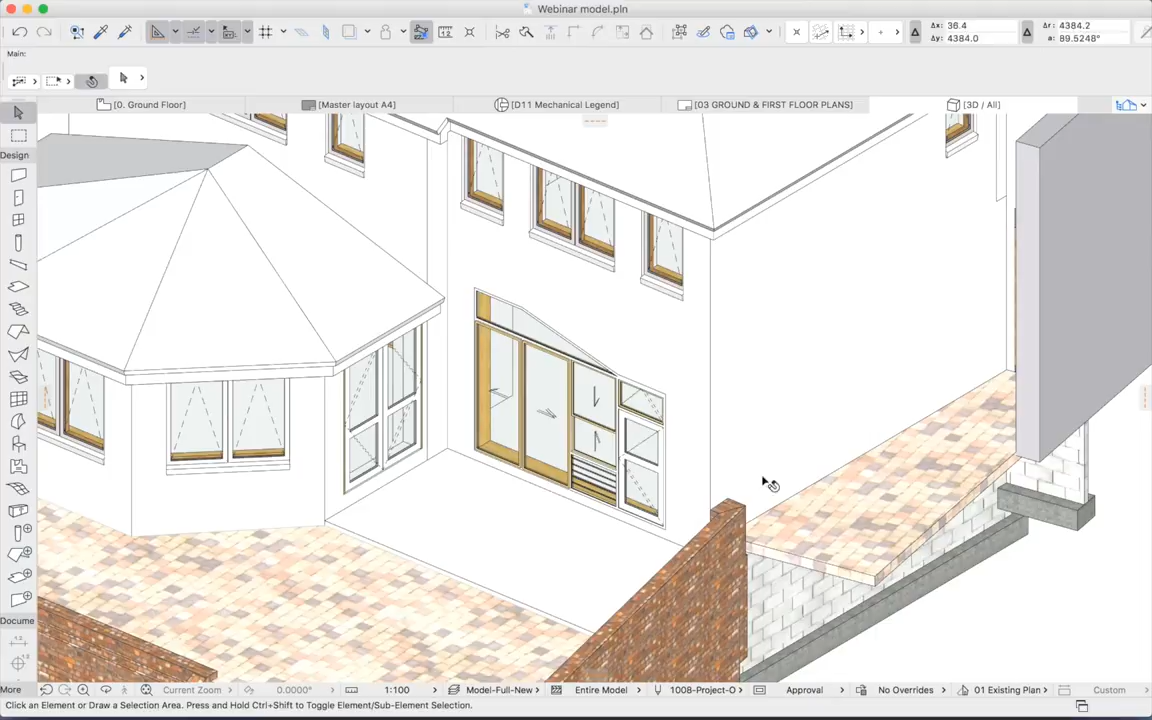 Webinar model.pln
Δx: 36.4
Δy: 4384.0
Δr: 4384.2
a: 89.5248°
Main:
[0. Ground Floor]
[Master layout A4]
[D11 Mechanical Legend]
[03 GROUND & FIRST FLOOR PLANS]
[3D / All]
Design
Docume
More
Current Zoom
0.0000°
1:100
Model-Full-New
Entire Model
1008-Project-O
Approval
No Overrides
01 Existing Plan
Custom
Click an Element or Draw a Selection Area. Press and Hold Ctrl+Shift to Toggle Element/Sub-Element Selection.